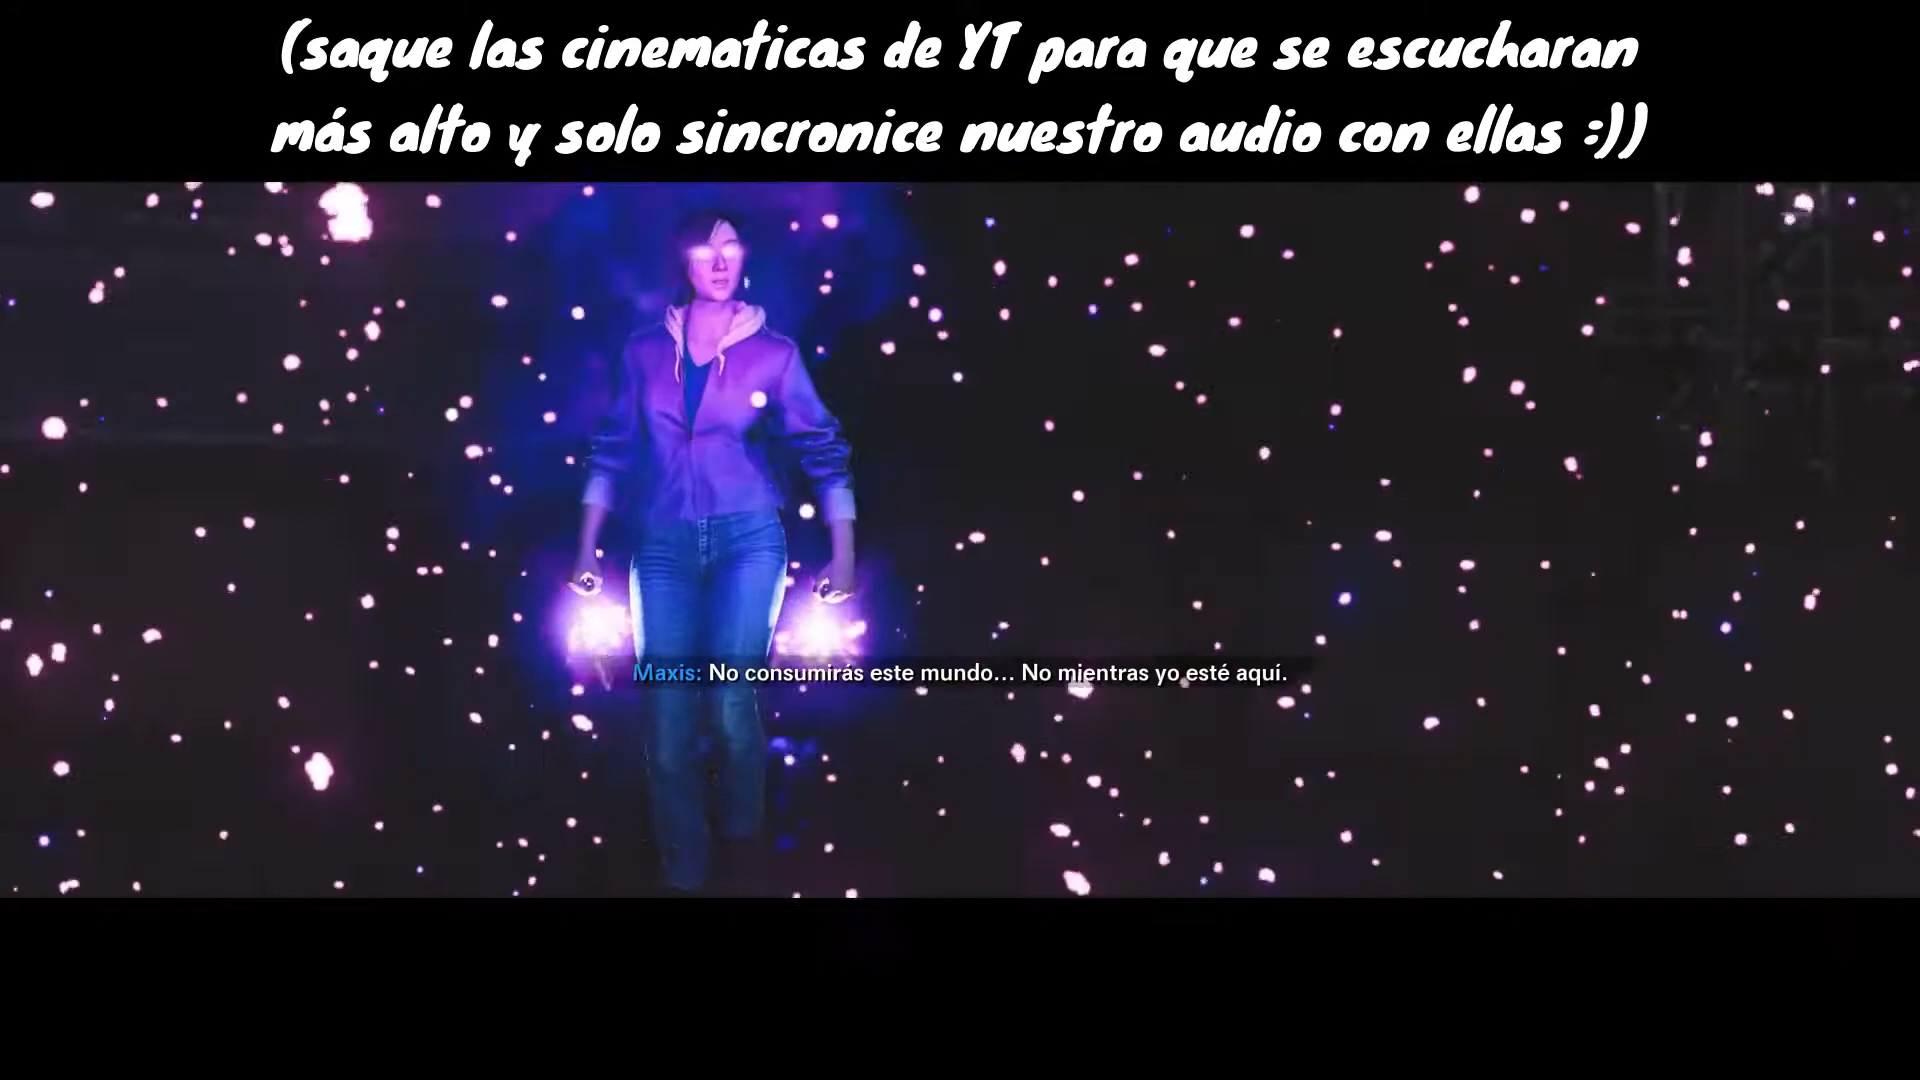 (saque las cinematicas de YT para que se escucharan
más alto y solo sincronice nuestro audio con ellas :))
Maxis: No consumirás este mundo... No mientras yo esté aquí.